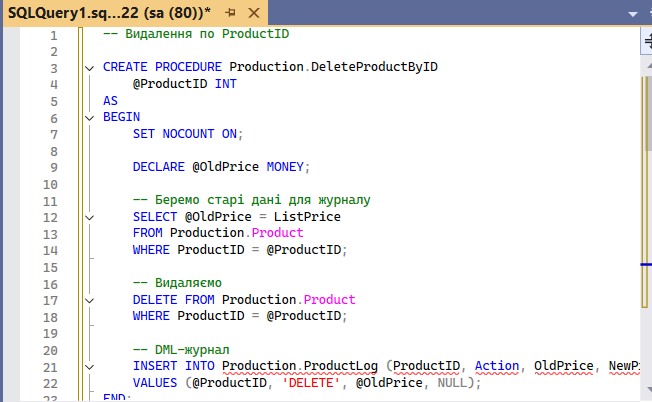 SQLQuery1.sq...22 (sa (80))*
1 -- Видалення по ProductID
2
3 CREATE PROCEDURE Production.DeleteProductByID
4 @ProductID INT
5 AS
6 BEGIN
7 SET NOCOUNT ON;
8
9 DECLARE @OldPrice MONEY;
10
11 -- Беремо старі дані для журналу
12 SELECT @OldPrice = ListPrice
13 FROM Production.Product
14 WHERE ProductID = @ProductID;
15
16 -- Видаляємо
17 DELETE FROM Production.Product
18 WHERE ProductID = @ProductID;
19
20 -- DML-журнал
21 INSERT INTO Production.ProductLog (ProductID, Action, OldPrice, NewP
22 VALUES (@ProductID, 'DELETE', @OldPrice, NULL);
23 END;